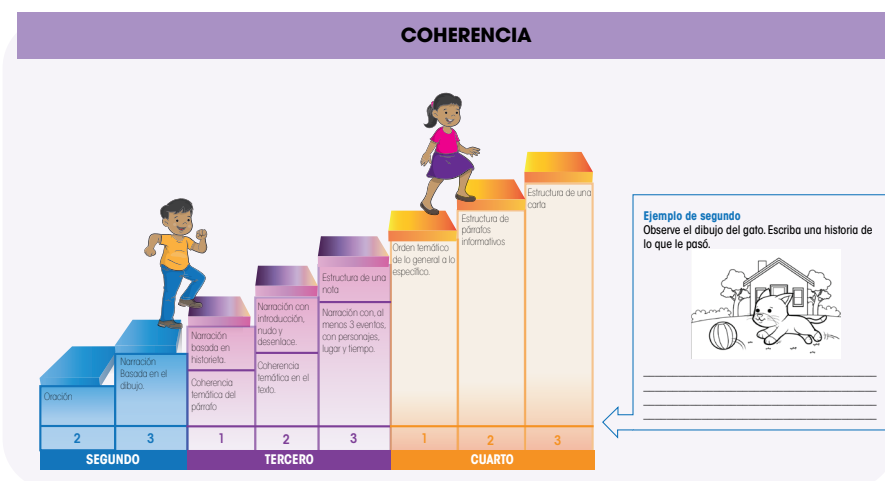 COHERENCIA
Oración
Narración
Basada en el
dibujo.
Narración
basada en
historieta.
Coherencia
temática del
párrafo
Narración con
introducción,
nudo y
desenlace.
Coherencia
temática en el
texto.
Estructura de una
nota
Narración con, al
menos 3 eventos,
con personajes,
lugar y tiempo.
Orden temático
de lo general a lo
específico.
Estructura de
párrafos
informativos
Estructura de una
carta
2 3 1 2 3 1 2 3
SEGUNDO TERCERO CUARTO
Ejemplo de segundo
Observe el dibujo del gato. Escriba una historia de
lo que le pasó.